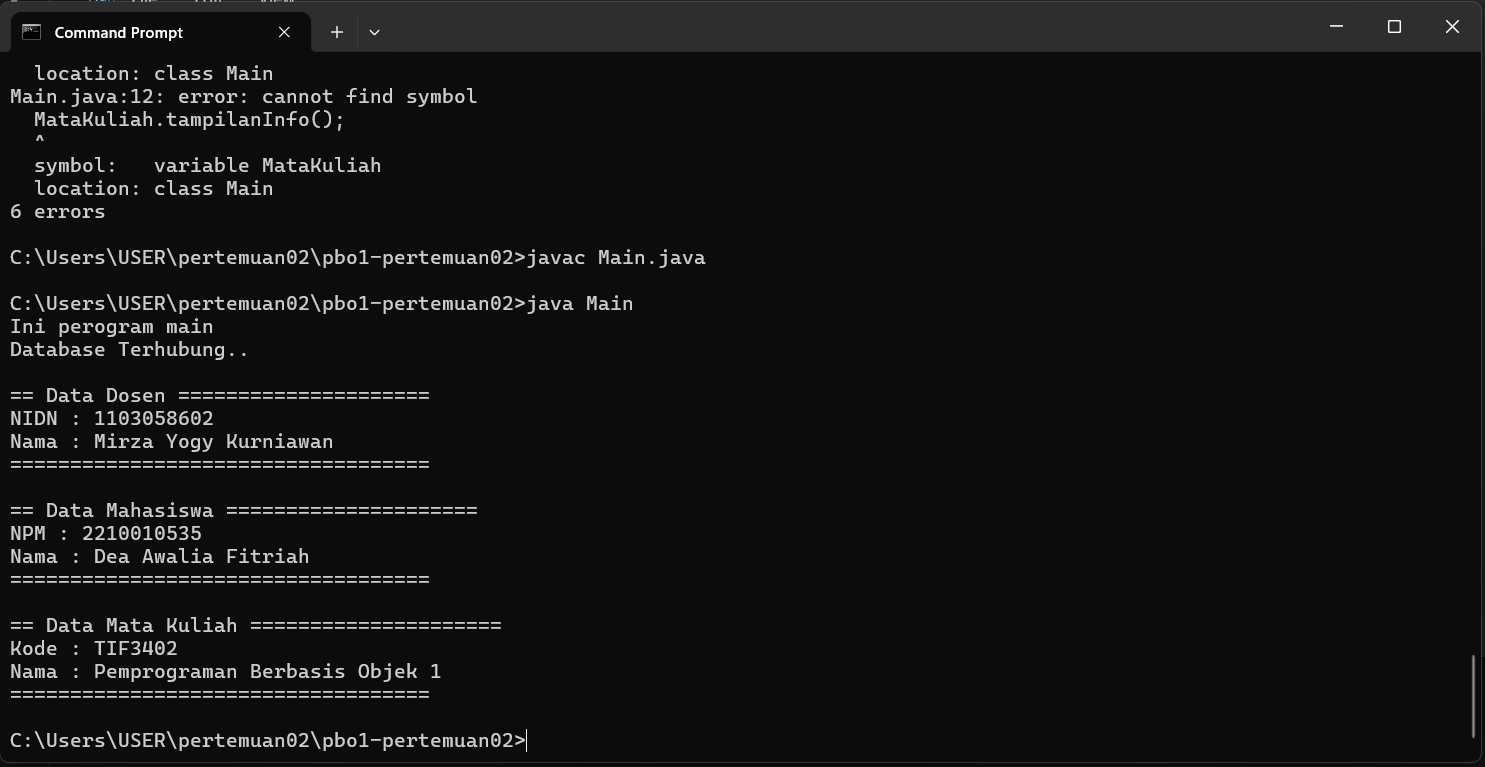 Command Prompt
  location: class Main
Main.java:12: error: cannot find symbol
  MataKuliah.tampilanInfo();
  ^
  symbol:   variable MataKuliah
  location: class Main
6 errors

C:\Users\USER\pertemuan02\pbo1-pertemuan02>javac Main.java

C:\Users\USER\pertemuan02\pbo1-pertemuan02>java Main
Ini perogram main
Database Terhubung..

== Data Dosen =====================
NIDN : 1103058602
Nama : Mirza Yogy Kurniawan
===================================

== Data Mahasiswa =====================
NPM : 2210010535
Nama : Dea Awalia Fitriah
===================================

== Data Mata Kuliah =====================
Kode : TIF3402
Nama : Pemprograman Berbasis Objek 1
===================================

C:\Users\USER\pertemuan02\pbo1-pertemuan02>